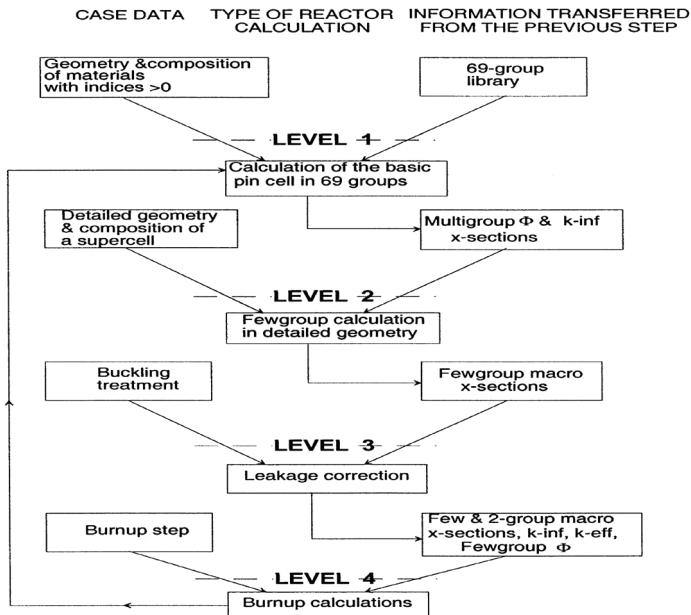 CASE DATA
TYPE OF REACTOR
CALCULATION
INFORMATION TRANSFERRED
FROM THE PREVIOUS STEP
Geometry &composition
of materials
with indices >0
69-group
library
LEVEL 1
Calculation of the basic
pin cell in 69 groups
Detailed geometry
& composition of
a supercell
Multigroup Φ & k-inf
x-sections
LEVEL 2
Fewgroup calculation
in detailed geometry
Buckling
treatment
Fewgroup macro
x-sections
LEVEL 3
Leakage correction
Burnup step
Few & 2-group macro
x-sections, k-inf, k-eff,
Fewgroup Φ
LEVEL 4
Burnup calculations